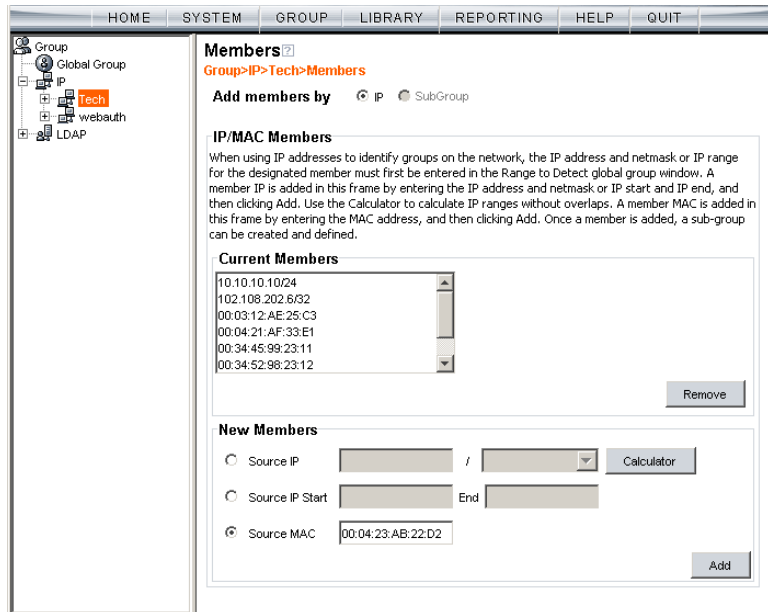 HOME SYSTEM GROUP LIBRARY REPORTING HELP QUIT
Group
Global Group
IP
Tech
webauth
LDAP
Members?
Group>IP>Tech>Members
Add members by IP SubGroup
IP/MAC Members
When using IP addresses to identify groups on the network, the IP address and netmask or IP range
for the designated member must first be entered in the Range to Detect global group window. A
member IP is added in this frame by entering the IP address and netmask or IP start and IP end, and
then clicking Add. Use the Calculator to calculate IP ranges without overlaps. A member MAC is added in
this frame by entering the MAC address, and then clicking Add. Once a member is added, a sub-group
can be created and defined.
Current Members
10.10.10.10/24
102.108.202.6/32
00:03:12:AE:25:C3
00:04:21:AF:33:E1
00:34:45:99:23:11
00:34:52:98:23:12
Remove
New Members
Source IP / Calculator
Source IP Start End
Source MAC 00:04:23:AB:22:D2
Add